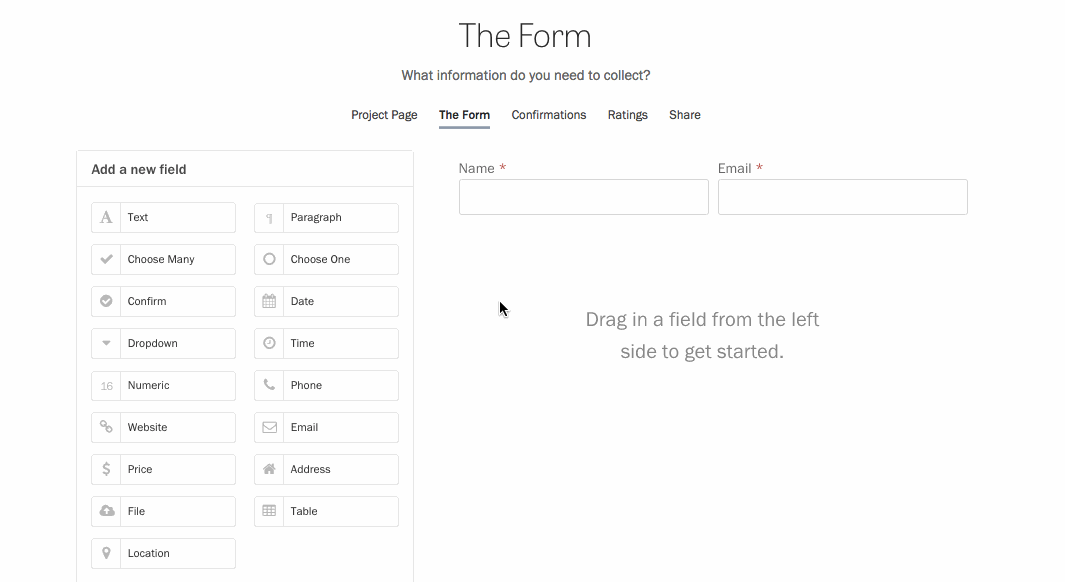 The Form
What information do you need to collect?
Project Page The Form Confirmations Ratings Share
Add a new field
A Text
¶ Paragraph
Choose Many
Choose One
Confirm
Date
Dropdown
Time
16 Numeric
Phone
Website
Email
$ Price
Address
File
Table
Location
Name * Email *
Drag in a field from the left
side to get started.